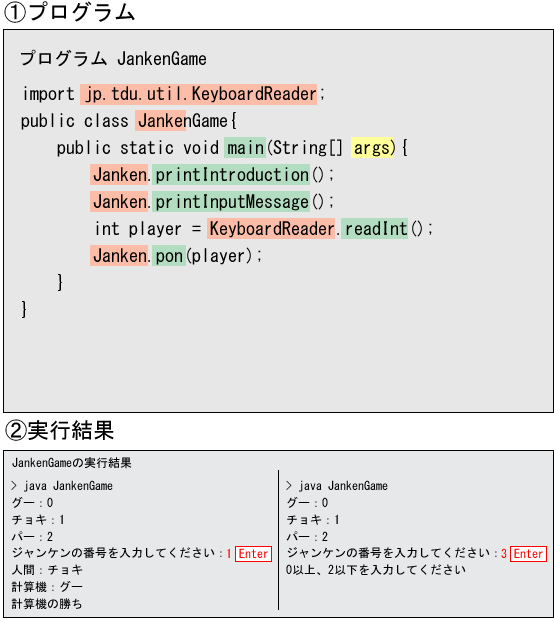 ①プログラム
プログラム JankenGame
import jp.tdu.util.KeyboardReader;
public class JankenGame{
public static void main(String[] args){
Janken.printIntroduction();
Janken.printInputMessage();
int player = KeyboardReader.readInt();
Janken.pon(player);
}
}
②実行結果
JankenGameの実行結果
> java JankenGame
グー:0
チョキ:1
パー:2
ジャンケンの番号を入力してください:1 Enter
人間:チョキ
計算機:グー
計算機の勝ち
> java JankenGame
グー:0
チョキ:1
パー:2
ジャンケンの番号を入力してください:3 Enter
0以上、2以下を入力してください